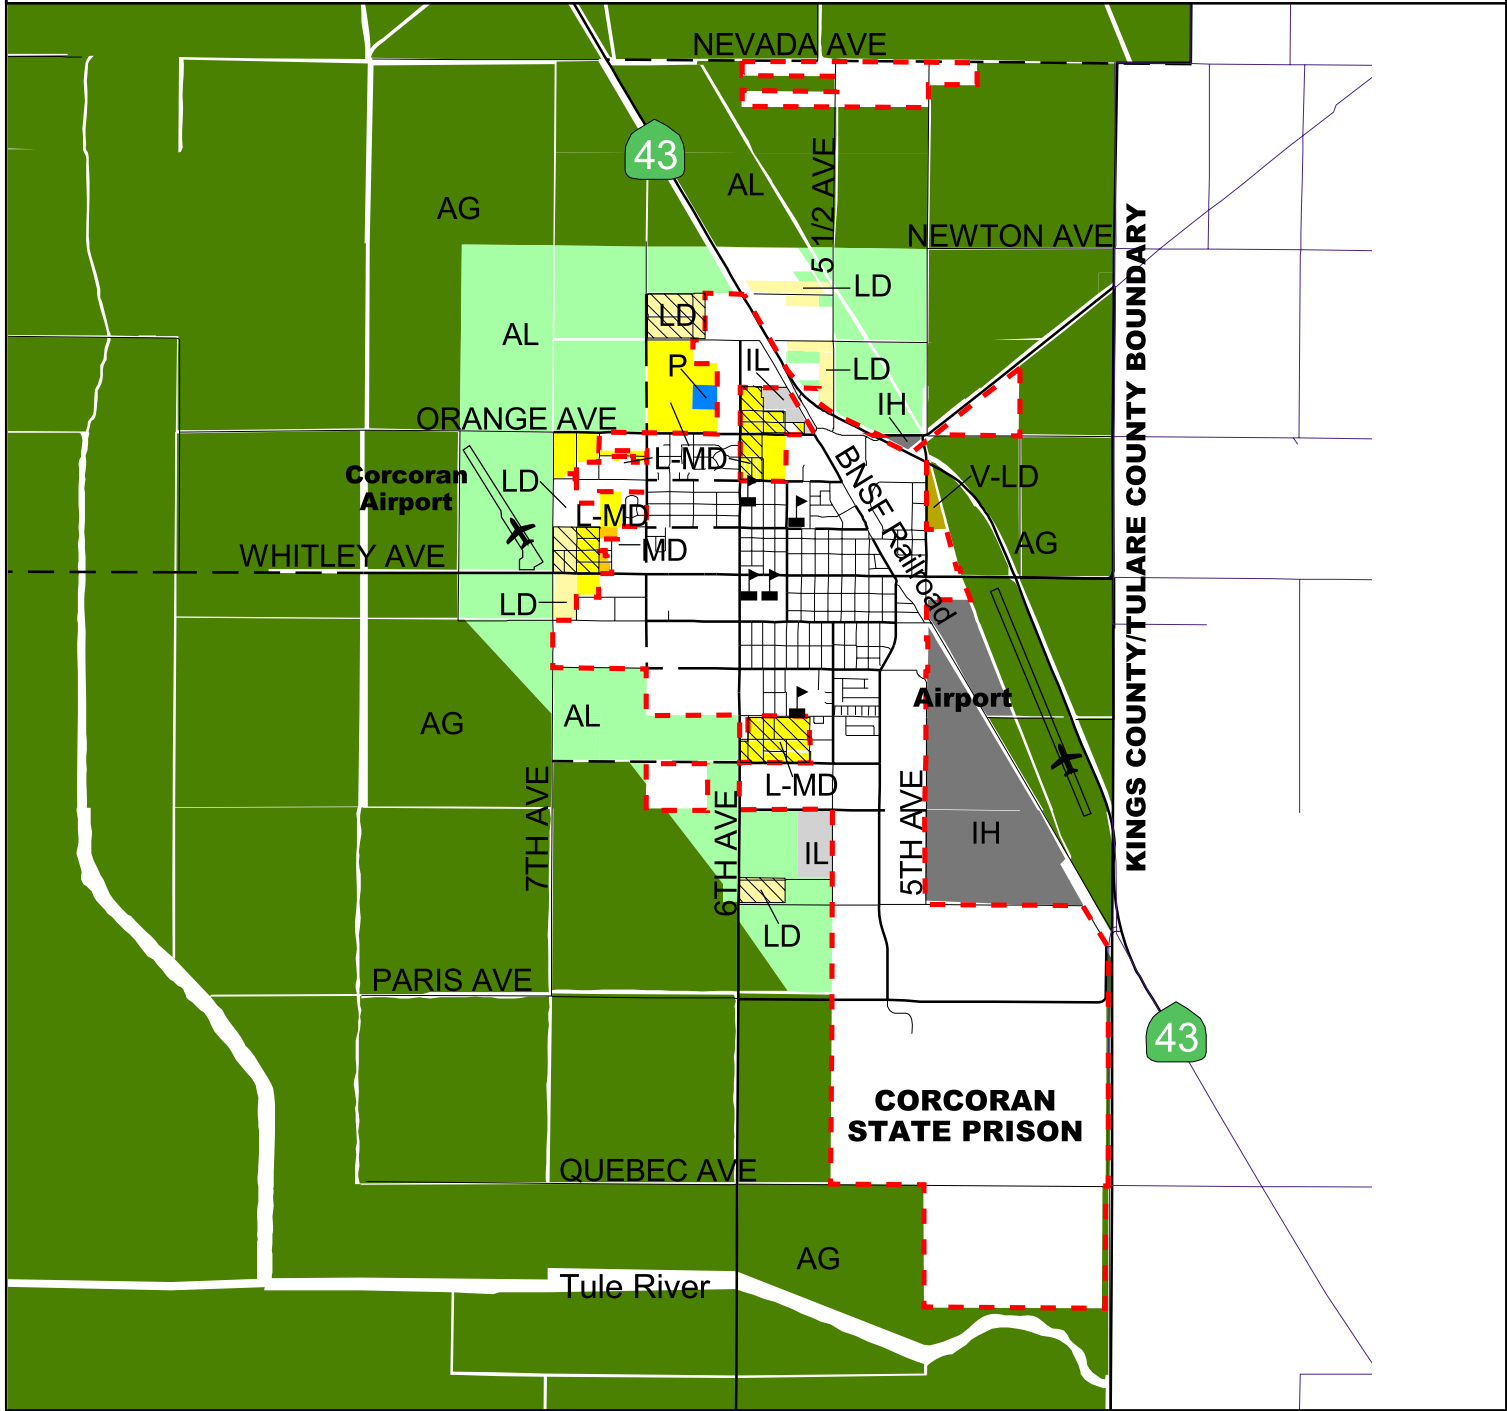 NEVADA AVE
43
5 1/2 AVE
AL
AG
NEWTON AVE
KINGS COUNTY/TULARE COUNTY BOUNDARY
LD
LD
AL
P
IL
LD
IH
ORANGE AVE
L-MD
BNSF Railroad
Corcoran
Airport
LD
V-LD
L-MD
AG
WHITLEY AVE
MD
LD
Airport
AG
AL
L-MD
7TH AVE
6TH AVE
5TH AVE
IH
IL
LD
PARIS AVE
43
CORCORAN
STATE PRISON
QUEBEC AVE
AG
Tule River